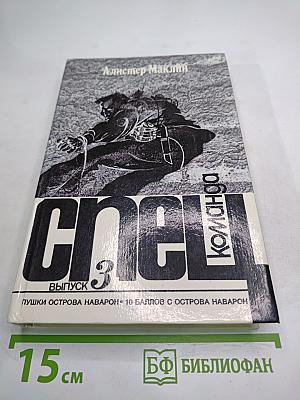 Алистер Маклин
СПЕЦ
команда
ВЫПУСК 3
ПУШКИ ОСТРОВА НАВАРОН • 10 БАЛЛОВ С ОСТРОВА НАВАРОН
15 см
БФ БИБЛИОФАН